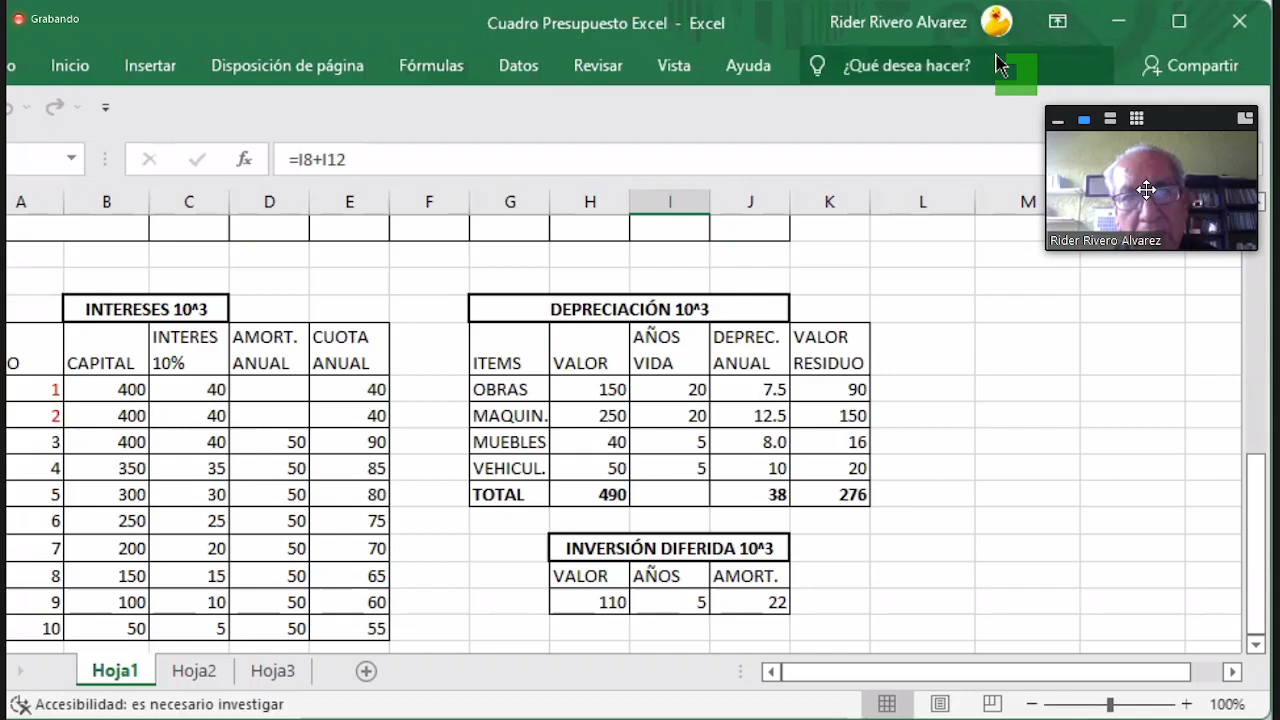 Grabando
Cuadro Presupuesto Excel - Excel
Rider Rivero Alvarez
o Inicio Insertar Disposición de página Fórmulas Datos Revisar Vista Ayuda ¿Qué desea hacer? Compartir
fx =I8+I12
Rider Rivero Alvarez
A B C D E F G H I J K L M
INTERESES 10^3 DEPRECIACIÓN 10^3
INTERES AMORT. CUOTA AÑOS DEPREC. VALOR
O CAPITAL 10% ANUAL ANUAL ITEMS VALOR VIDA ANUAL RESIDUO
1 400 40 40 OBRAS 150 20 7.5 90
2 400 40 40 MAQUIN. 250 20 12.5 150
3 400 40 50 90 MUEBLES 40 5 8.0 16
4 350 35 50 85 VEHICUL. 50 5 10 20
5 300 30 50 80 TOTAL 490 38 276
6 250 25 50 75
7 200 20 50 70 INVERSIÓN DIFERIDA 10^3
8 150 15 50 65 VALOR AÑOS AMORT.
9 100 10 50 60 110 5 22
10 50 5 50 55
Hoja1 Hoja2 Hoja3
Accesibilidad: es necesario investigar 100%